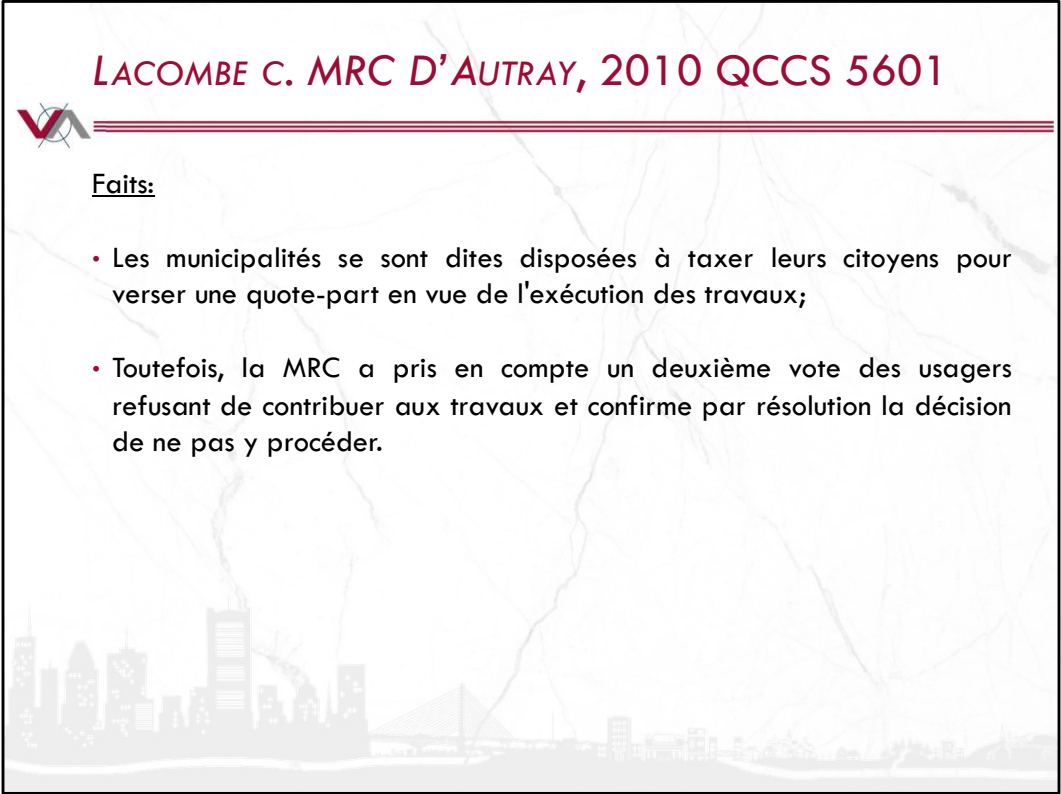 LACOMBE C. MRC D'AUTRAY, 2010 QCCS 5601
Faits:
• Les municipalités se sont dites disposées à taxer leurs citoyens pour
verser une quote-part en vue de l'exécution des travaux;
• Toutefois, la MRC a pris en compte un deuxième vote des usagers
refusant de contribuer aux travaux et confirme par résolution la décision
de ne pas y procéder.